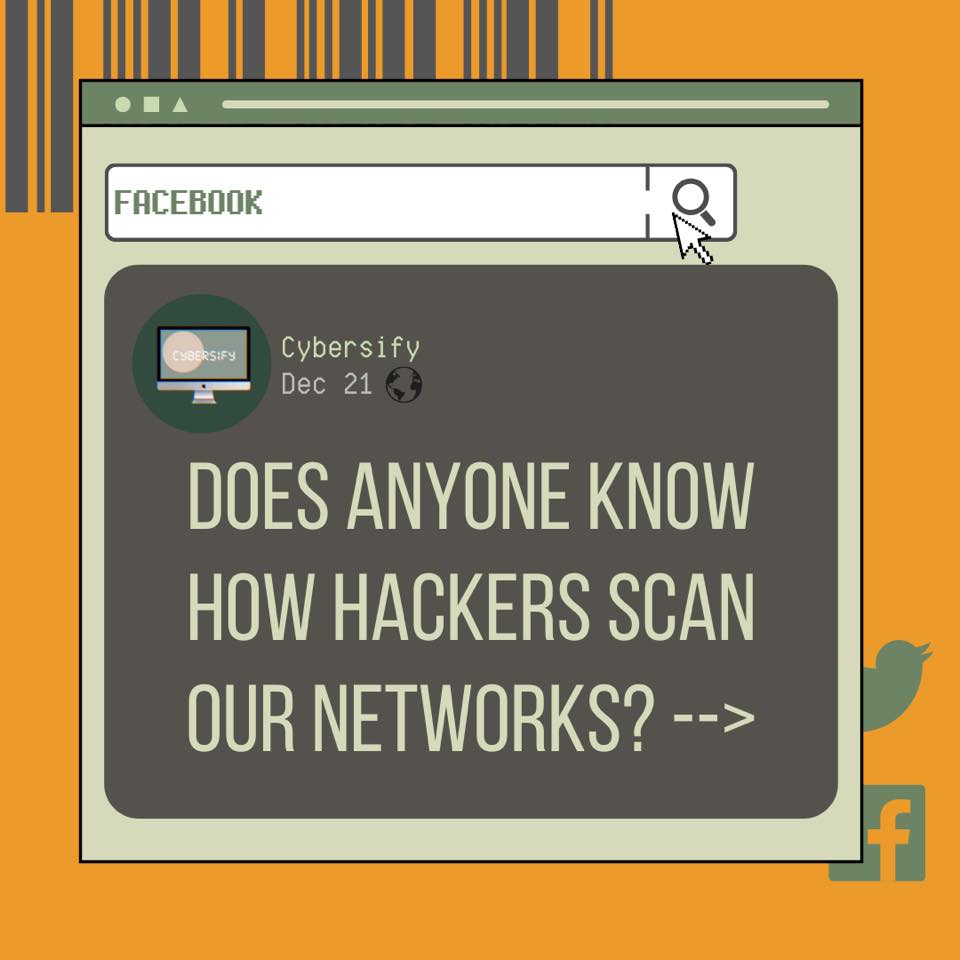 FACEBOOK
CYBERSIFY
Cybersify
Dec 21
DOES ANYONE KNOW
HOW HACKERS SCAN
OUR NETWORKS? -->
f